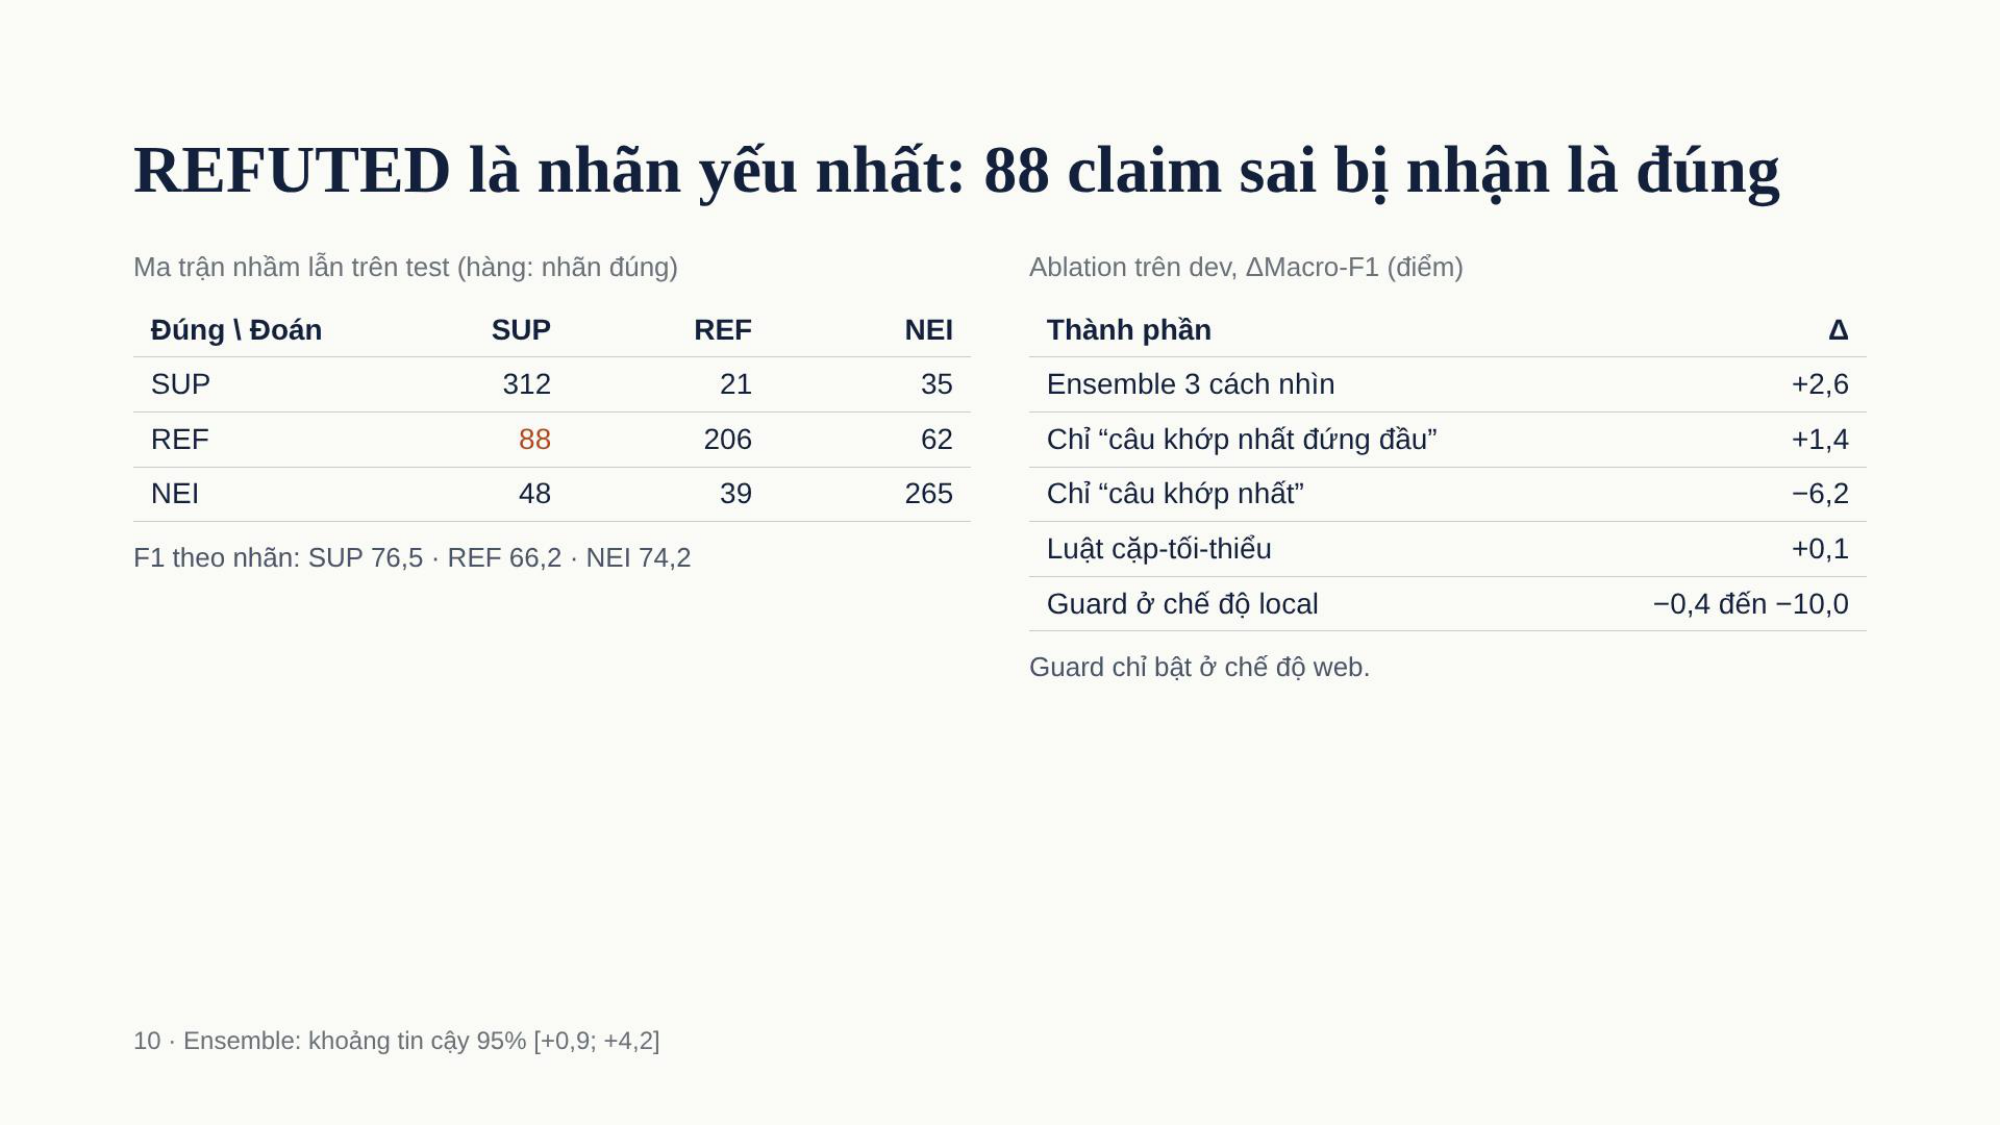 REFUTED là nhãn yếu nhất: 88 claim sai bị nhận là đúng
Ma trận nhầm lẫn trên test (hàng: nhãn đúng)
Đúng \ Đoán SUP REF NEI
SUP 312 21 35
REF 88 206 62
NEI 48 39 265
F1 theo nhãn: SUP 76,5 · REF 66,2 · NEI 74,2
Ablation trên dev, ΔMacro-F1 (điểm)
Thành phần Δ
Ensemble 3 cách nhìn +2,6
Chỉ “câu khớp nhất đứng đầu” +1,4
Chỉ “câu khớp nhất” −6,2
Luật cặp-tối-thiểu +0,1
Guard ở chế độ local −0,4 đến −10,0
Guard chỉ bật ở chế độ web.
10 · Ensemble: khoảng tin cậy 95% [+0,9; +4,2]